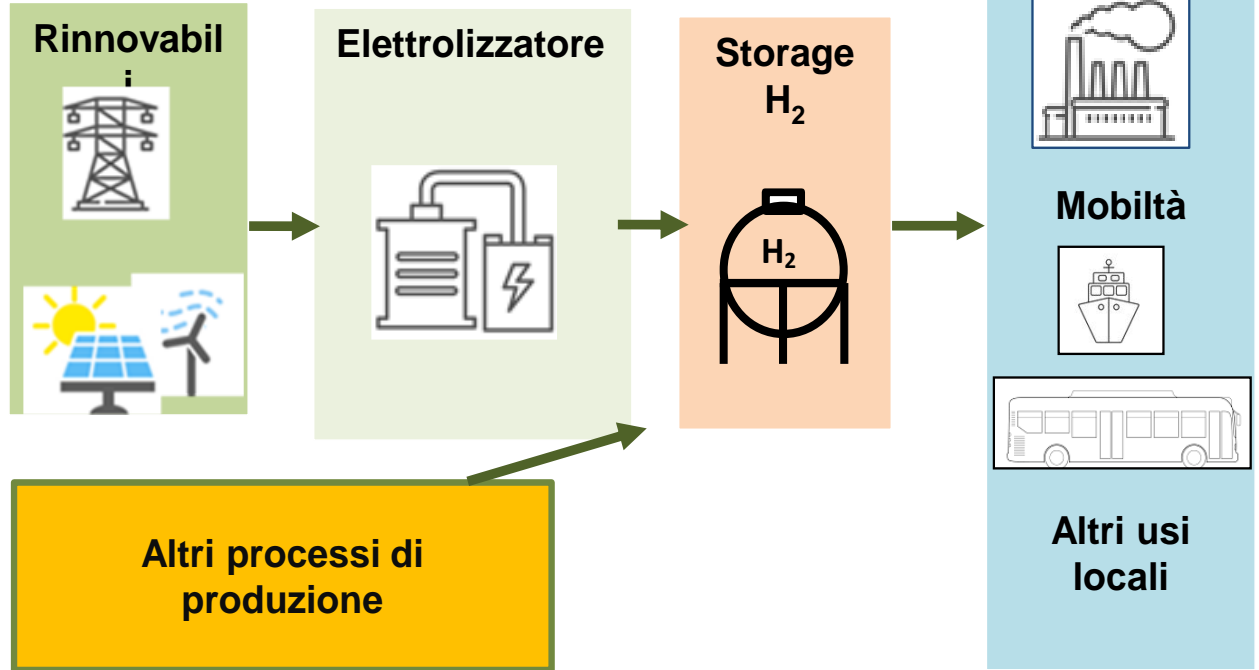 Rinnovabil
i
Elettrolizzatore
Storage
H₂
H₂
Mobiltà
Altri usi
locali
Altri processi di
produzione